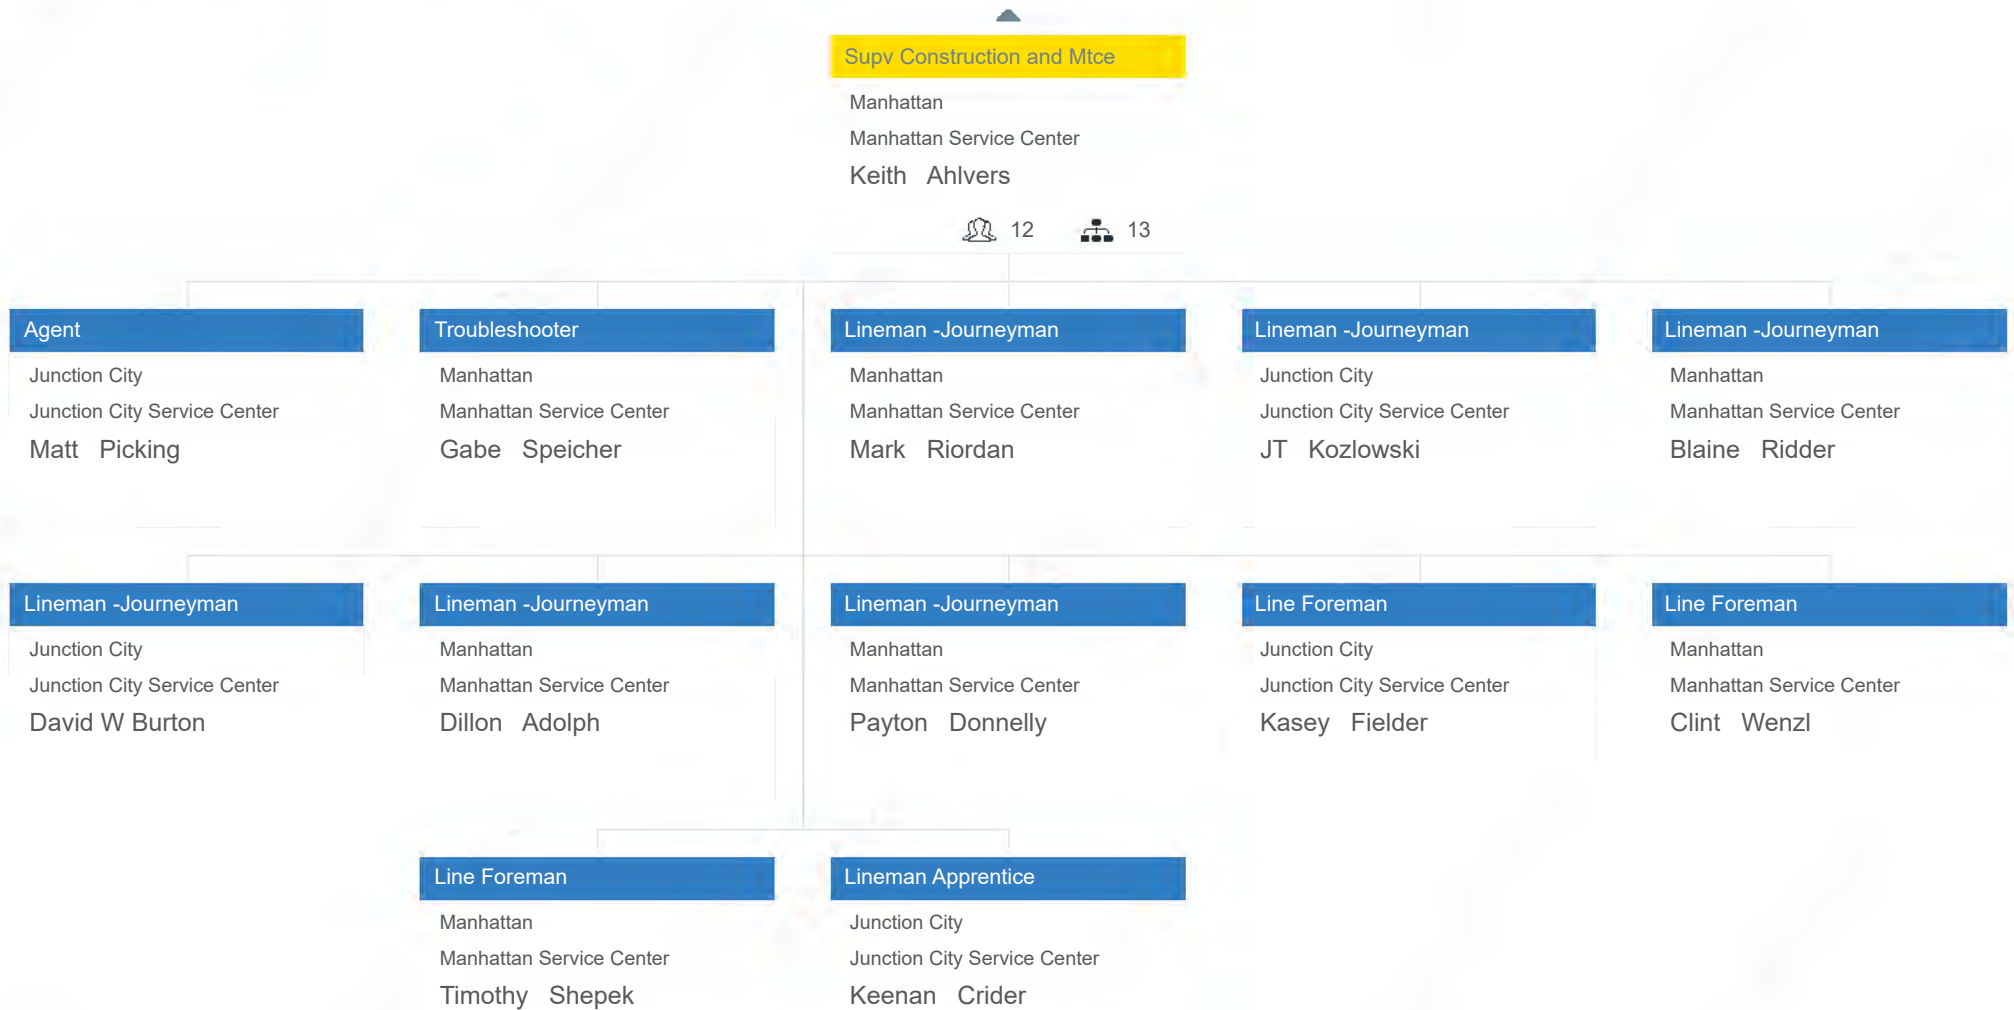 Supv Construction and Mtce
Manhattan
Manhattan Service Center
Keith Ahlvers
12 13
Agent
Junction City
Junction City Service Center
Matt Picking
Troubleshooter
Manhattan
Manhattan Service Center
Gabe Speicher
Lineman -Journeyman
Manhattan
Manhattan Service Center
Mark Riordan
Lineman -Journeyman
Junction City
Junction City Service Center
JT Kozlowski
Lineman -Journeyman
Manhattan
Manhattan Service Center
Blaine Ridder
Lineman -Journeyman
Junction City
Junction City Service Center
David W Burton
Lineman -Journeyman
Manhattan
Manhattan Service Center
Dillon Adolph
Lineman -Journeyman
Manhattan
Manhattan Service Center
Payton Donnelly
Line Foreman
Junction City
Junction City Service Center
Kasey Fielder
Line Foreman
Manhattan
Manhattan Service Center
Clint Wenzl
Line Foreman
Manhattan
Manhattan Service Center
Timothy Shepek
Lineman Apprentice
Junction City
Junction City Service Center
Keenan Crider